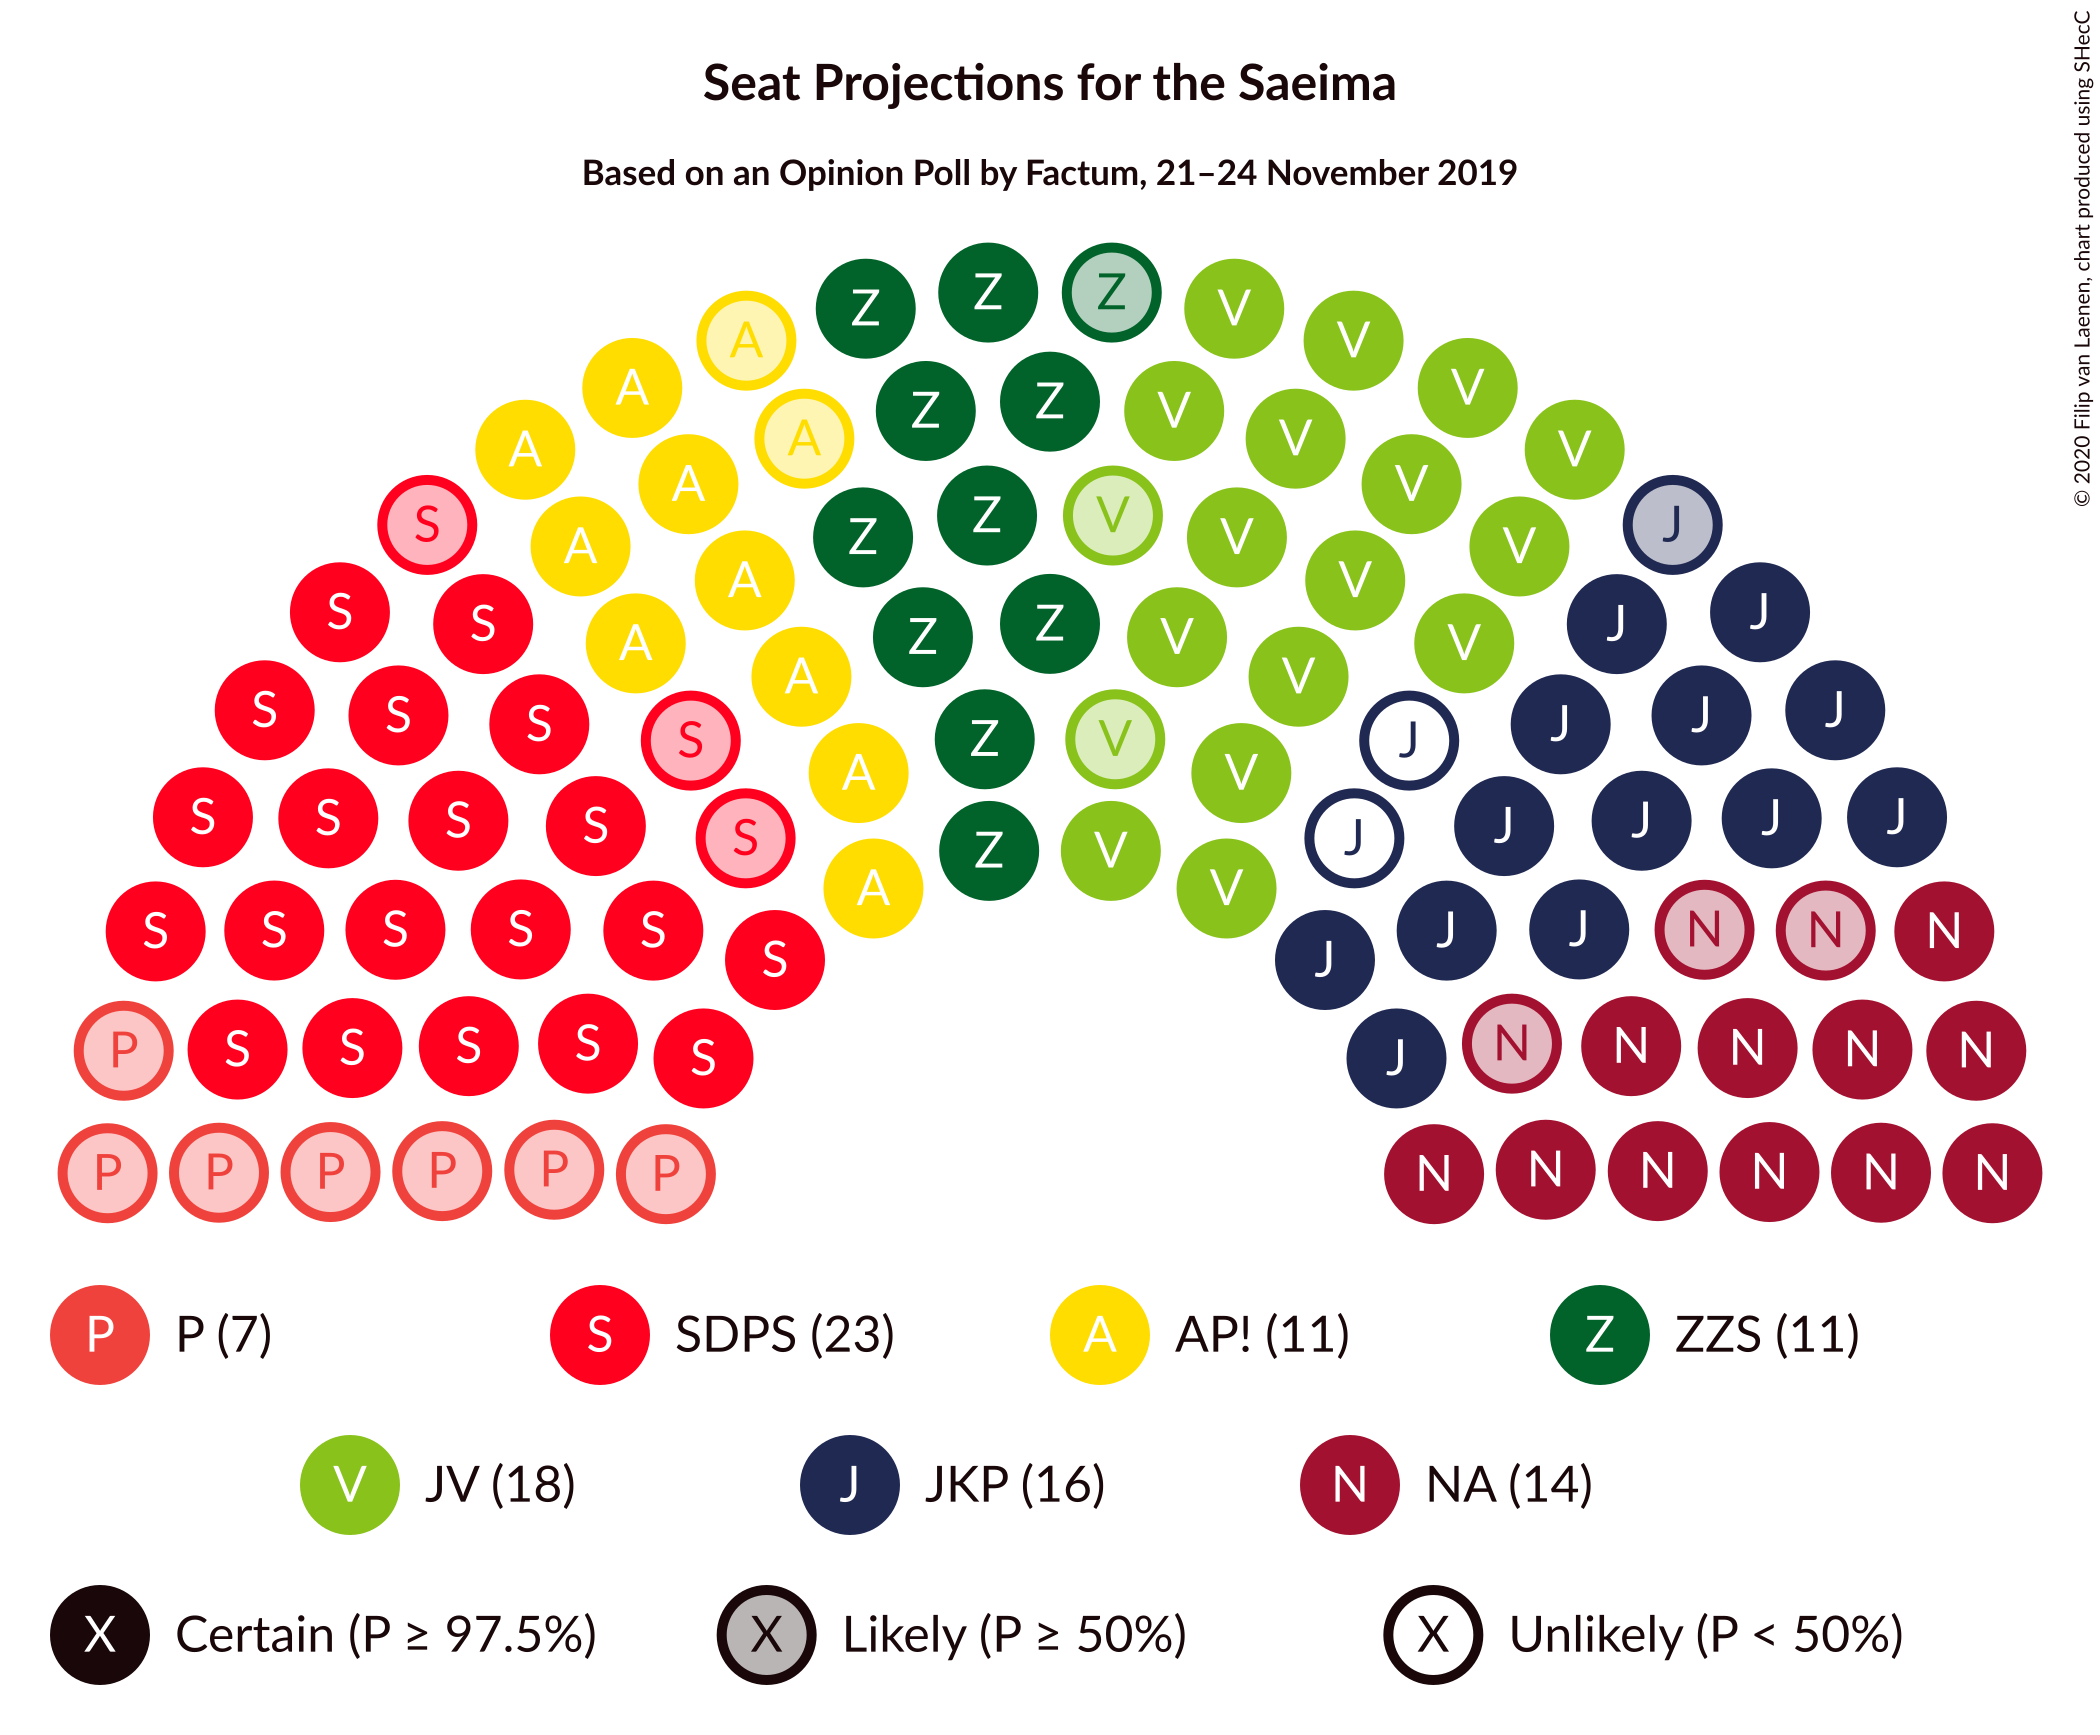 Seat Projections for the Saeima
Based on an Opinion Poll by Factum, 21–24 November 2019
© 2020 Filip van Laenen, chart produced using SHecC
Z Z Z V
A Z Z V V V
A A Z Z V V V
A A V V
S A A Z Z V V V V J
S S A A Z Z V V V J J
S S S S A Z V V J J J J
S S S S S A Z V V J J J J J
S S S S S S A Z V V J J J N N N
P S S S S S J N N N N N
P P P P P P N N N N N N
P P (7)
S SDPS (23)
A AP! (11)
Z ZZS (11)
V JV (18)
J JKP (16)
N NA (14)
X Certain (P ≥ 97.5%)
X Likely (P ≥ 50%)
X Unlikely (P < 50%)